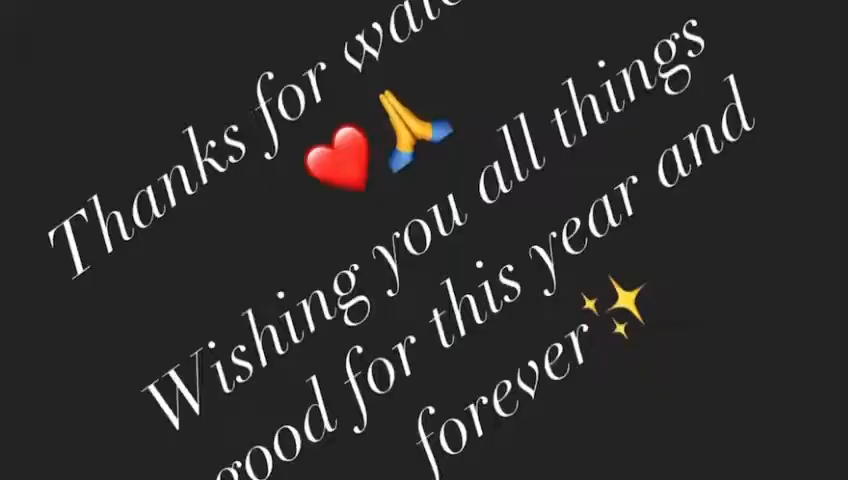 Thanks for
❤️🙏
Wishing you all things
good for this year and
forever✨